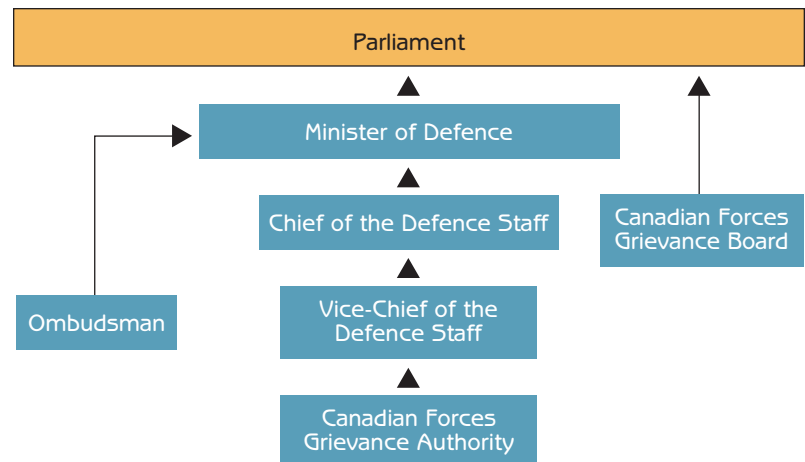 Parliament
Minister of Defence
Chief of the Defence Staff
Canadian Forces
Grievance Board
Ombudsman
Vice-Chief of the
Defence Staff
Canadian Forces
Grievance Authority